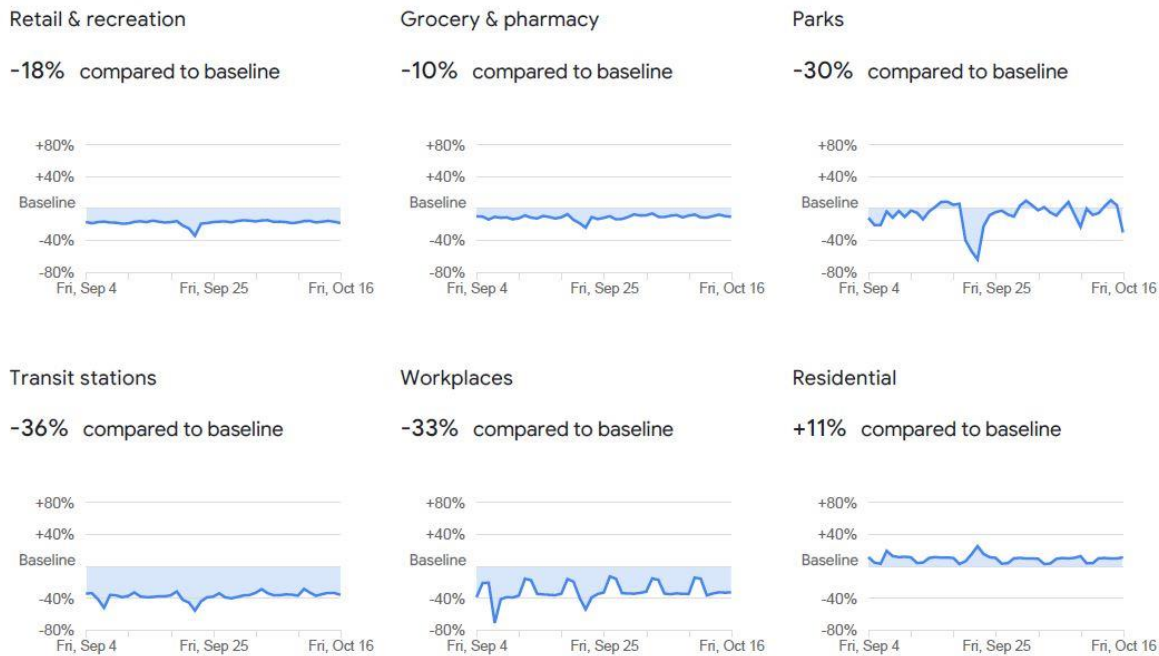 Retail & recreation
-18% compared to baseline
+80%
+40%
Baseline
-40%
-80%
Fri, Sep 4 Fri, Sep 25 Fri, Oct 16
Grocery & pharmacy
-10% compared to baseline
+80%
+40%
Baseline
-40%
-80%
Fri, Sep 4 Fri, Sep 25 Fri, Oct 16
Parks
-30% compared to baseline
+80%
+40%
Baseline
-40%
-80%
Fri, Sep 4 Fri, Sep 25 Fri, Oct 16
Transit stations
-36% compared to baseline
+80%
+40%
Baseline
-40%
-80%
Fri, Sep 4 Fri, Sep 25 Fri, Oct 16
Workplaces
-33% compared to baseline
+80%
+40%
Baseline
-40%
-80%
Fri, Sep 4 Fri, Sep 25 Fri, Oct 16
Residential
+11% compared to baseline
+80%
+40%
Baseline
-40%
-80%
Fri, Sep 4 Fri, Sep 25 Fri, Oct 16